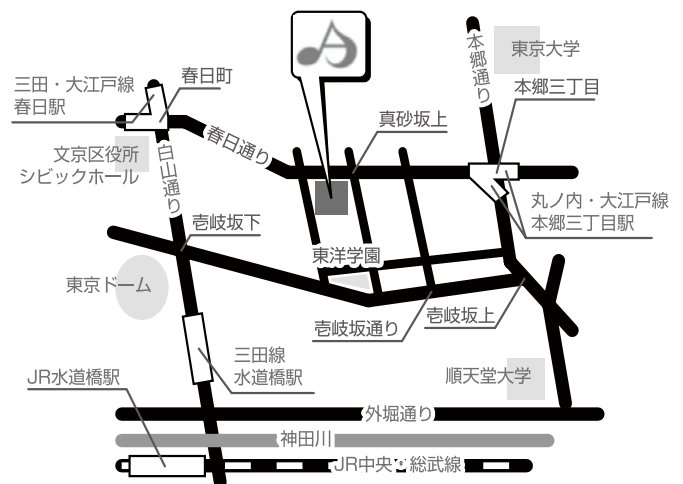 本郷通り
東京大学
三田・大江戸線
春日駅
春日町
本郷三丁目
真砂坂上
春日通り
文京区役所
シビックホール
白山通り
丸ノ内・大江戸線
本郷三丁目駅
壱岐坂下
東洋学園
東京ドーム
壱岐坂通り
壱岐坂上
三田線
水道橋駅
JR水道橋駅
順天堂大学
外堀通り
神田川
JR中央・総武線